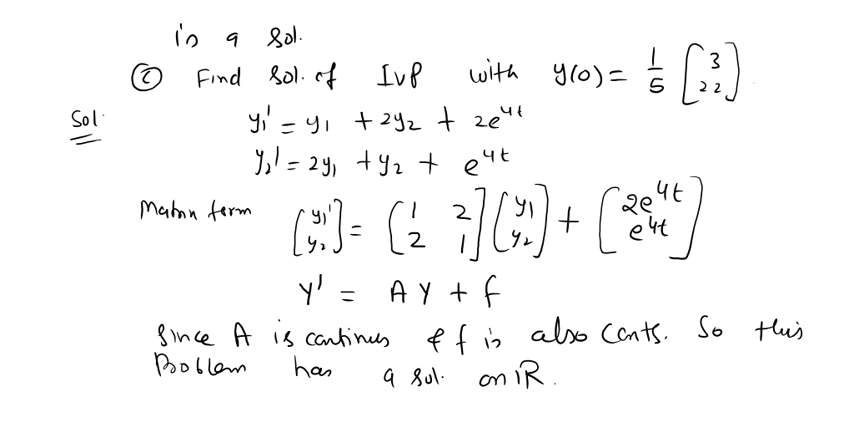 is a sol.
(c) Find sol. of IVP with y(0) = 1/5 [3 22]
Sol. y₁' = y₁ + 2y₂ + 2e^4t
y₂' = 2y₁ + y₂ + e^4t
Matrix form [y₁' y₂] = [1 2 2 1] [y₁ y₂] + [2e^4t e^4t]
Y' = AY + f
Since A is continus & f is also conts. So this
Problem has a sol. on IR.